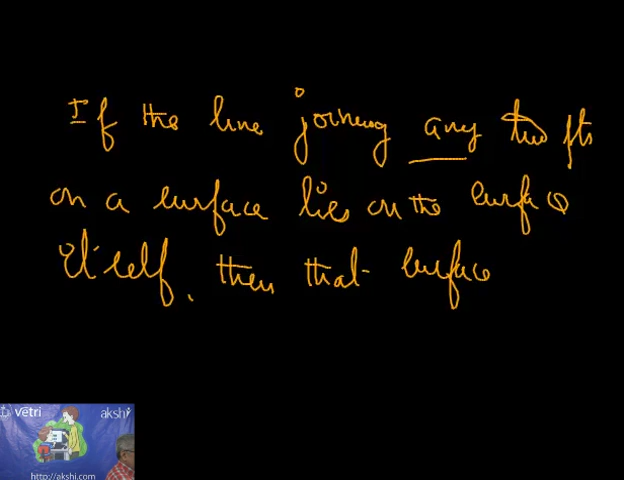 If the line joining any two pts
on a surface lies on the surface
itself, then that surface
vetri akshi
http://akshi.com